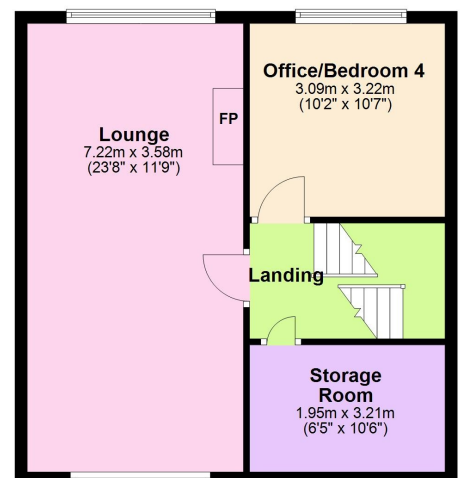 Lounge
7.22m x 3.58m
(23'8" x 11'9")
FP
Office/Bedroom 4
3.09m x 3.22m
(10'2" x 10'7")
Landing
Storage
Room
1.95m x 3.21m
(6'5" x 10'6")